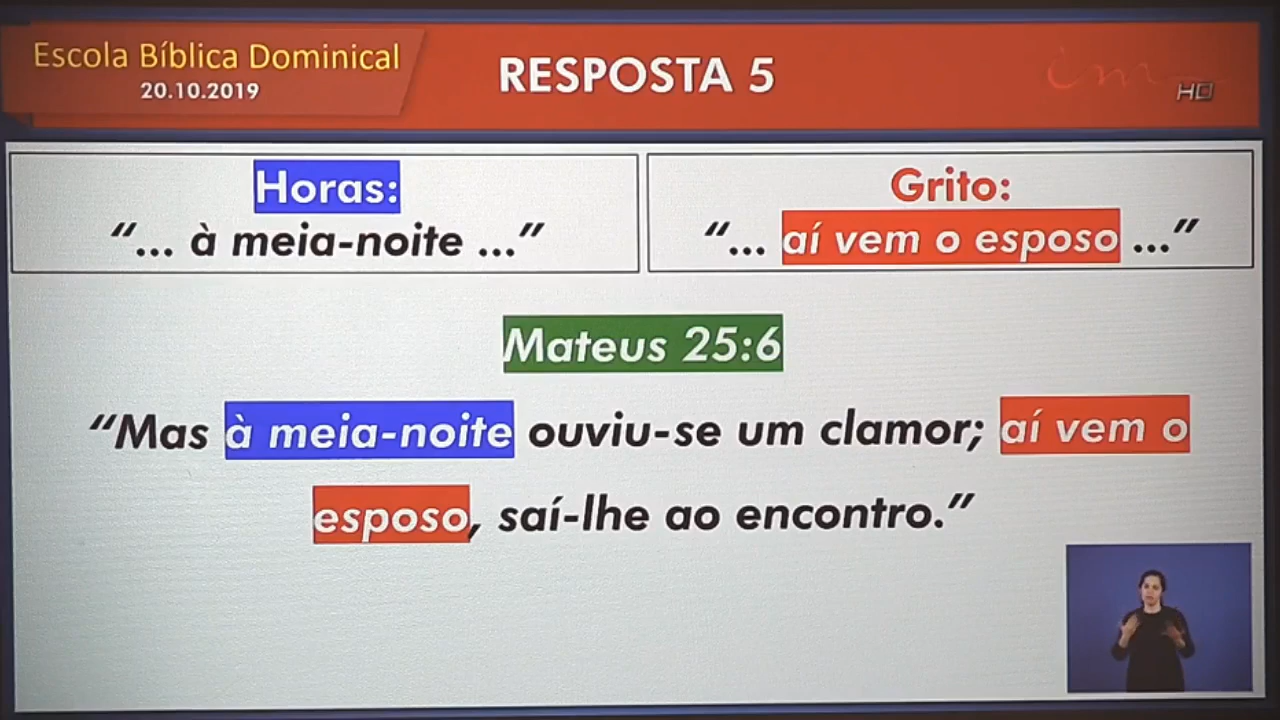 Escola Bíblica Dominical
20.10.2019
RESPOSTA 5
im
HD
Horas:
“... à meia-noite ...”
Grito:
“... aí vem o esposo ...”
Mateus 25:6
“Mas à meia-noite ouviu-se um clamor; aí vem o
esposo, saí-lhe ao encontro.”